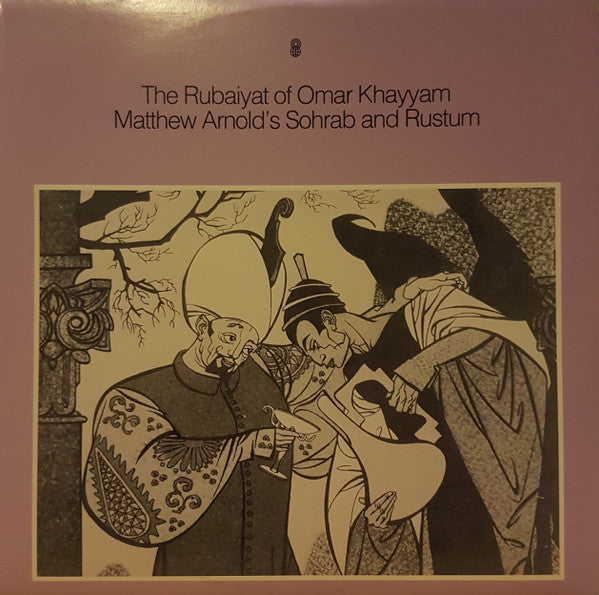 The Rubaiyat of Omar Khayyam
Matthew Arnold's Sohrab and Rustum